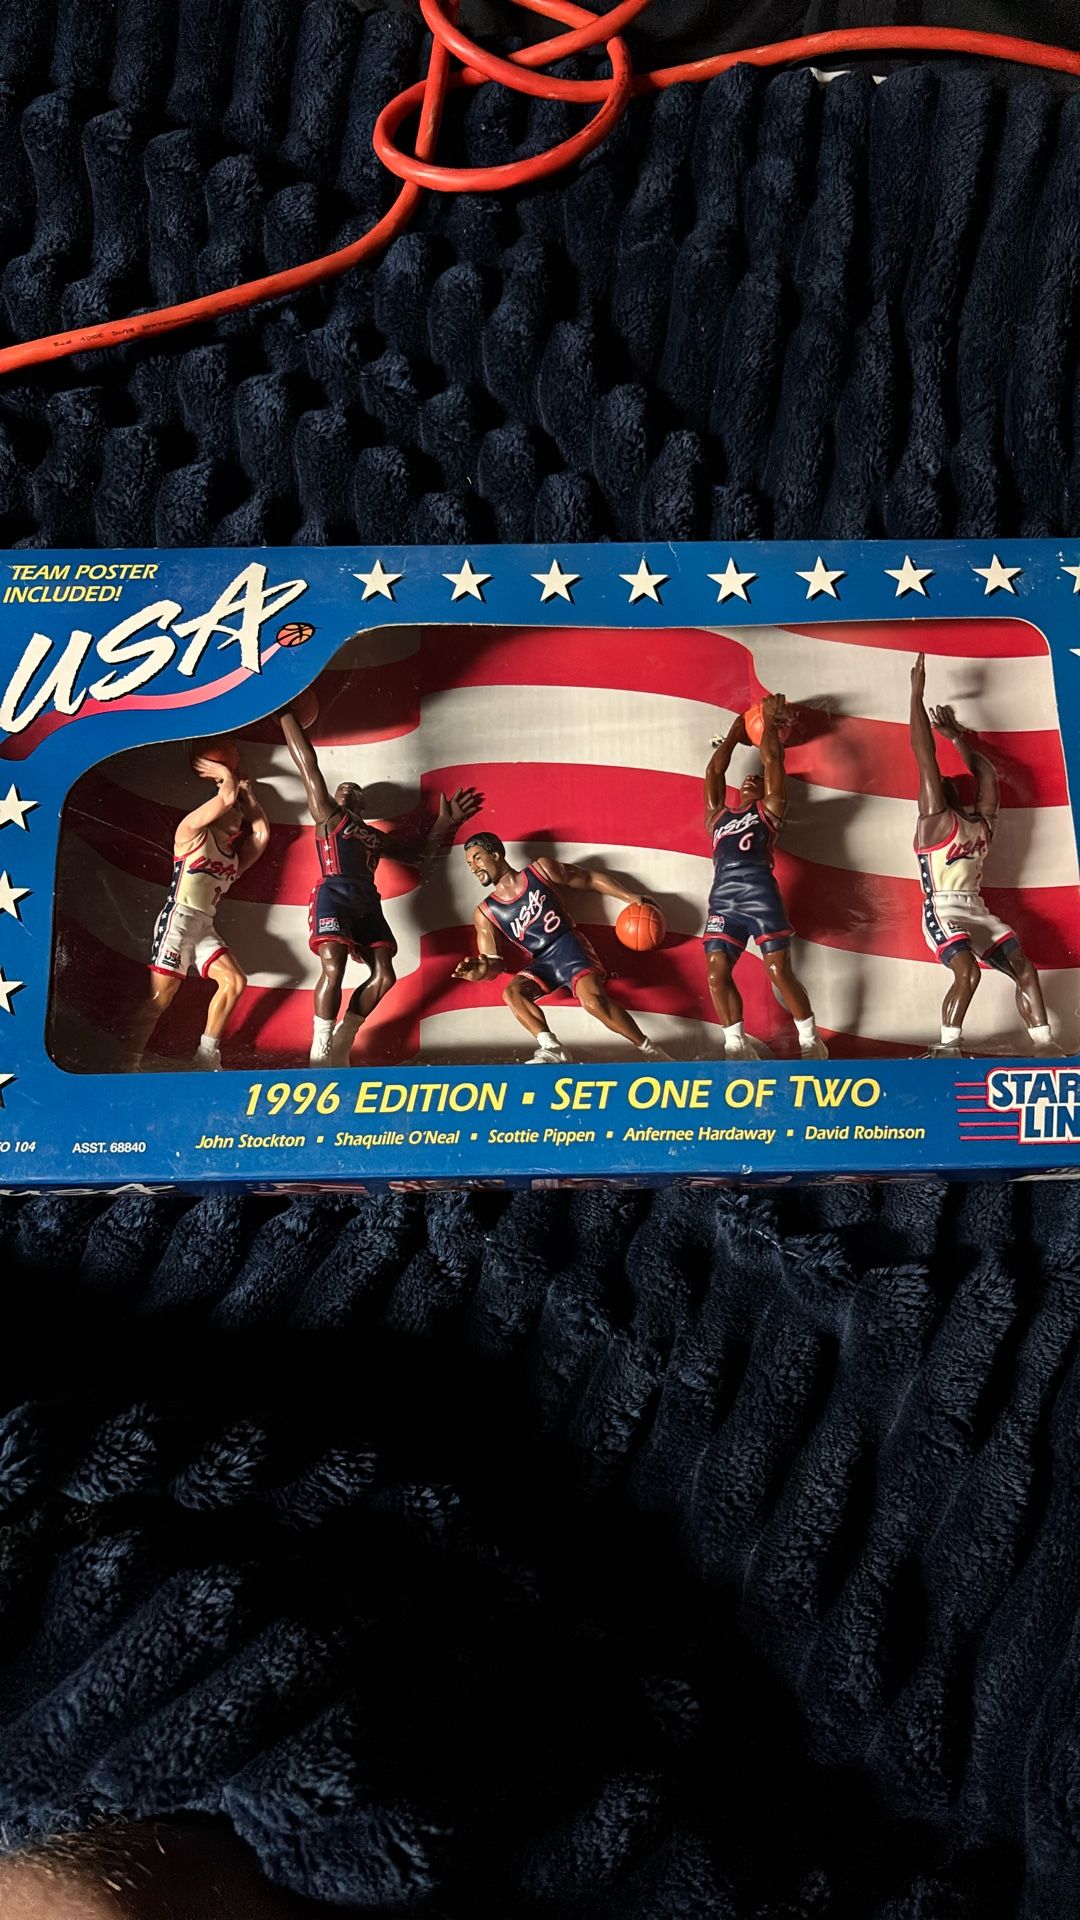 TEAM POSTER
INCLUDED!
USA
USA
USA
USA
8
USA
6
USA
1996 EDITION ▪ SET ONE OF TWO
STAR
LIN
ASST. 68840
John Stockton ▪ Shaquille O'Neal ▪ Scottie Pippen ▪ Anfernee Hardaway ▪ David Robinson